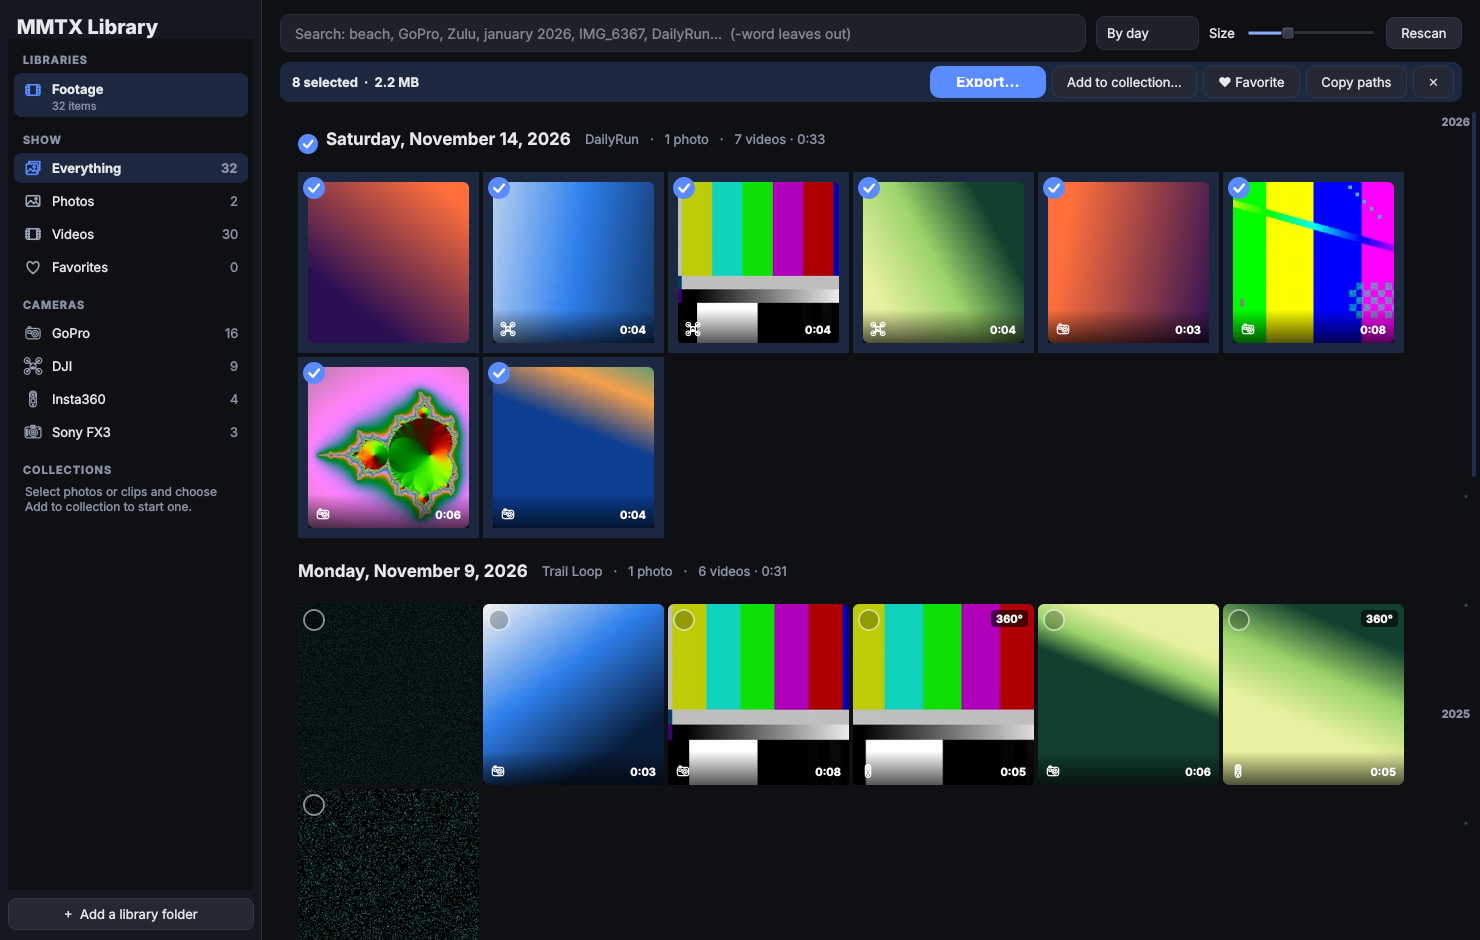 MMTX Library
LIBRARIES
Footage
32 items
SHOW
Everything 32
Photos 2
Videos 30
Favorites 0
CAMERAS
GoPro 16
DJI 9
Insta360 4
Sony FX3 3
COLLECTIONS
Select photos or clips and choose
Add to collection to start one.
+ Add a library folder
Search: beach, GoPro, Zulu, january 2026, IMG_6367, DailyRun... (-word leaves out)
By day
Size
Rescan
8 selected · 2.2 MB
Export...
Add to collection...
♥ Favorite
Copy paths
×
2026
Saturday, November 14, 2026 DailyRun · 1 photo · 7 videos · 0:33
0:04
0:04
0:04
0:03
0:08
0:06
0:04
Monday, November 9, 2026 Trail Loop · 1 photo · 6 videos · 0:31
360°
360°
2025
0:03
0:08
0:05
0:06
0:05